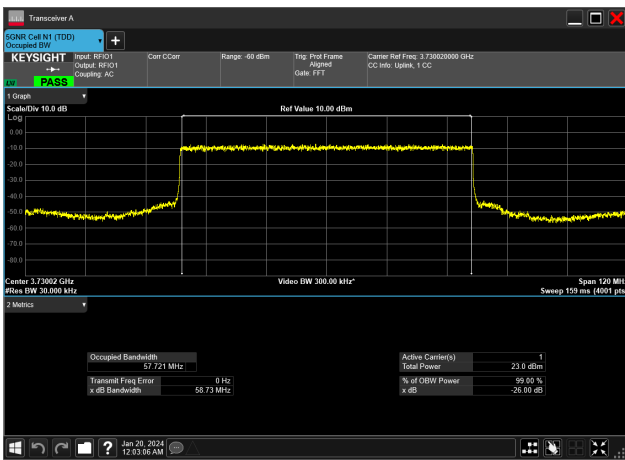 Transceiver A
5GNR Cell N1 (TDD)
Occupied BW
KEYSIGHT
Input: RFIO1
Output: RFIO1
Coupling: AC
Corr CCorr
Range: -60 dBm
Trig: Prot Frame
Aligned
Gate: FFT
Carrier Ref Freq: 3.730020000 GHz
CC Info: Uplink, 1 CC
PASS
1 Graph
Scale/Div 10.0 dB
Ref Value 10.00 dBm
Log
0.00
-10.0
-20.0
-30.0
-40.0
-50.0
-60.0
-70.0
-80.0
Center 3.73002 GHz
Video BW 300.00 kHz*
Span 120 MH
#Res BW 30.000 kHz
Sweep 159 ms (4001 pts
2 Metrics
Occupied Bandwidth
57.721 MHz
Active Carrier(s) 1
Total Power 23.0 dBm
Transmit Freq Error 0 Hz
x dB Bandwidth 58.73 MHz
% of OBW Power 99.00 %
x dB -26.00 dB
?
Jan 20, 2024
12:03:06 AM